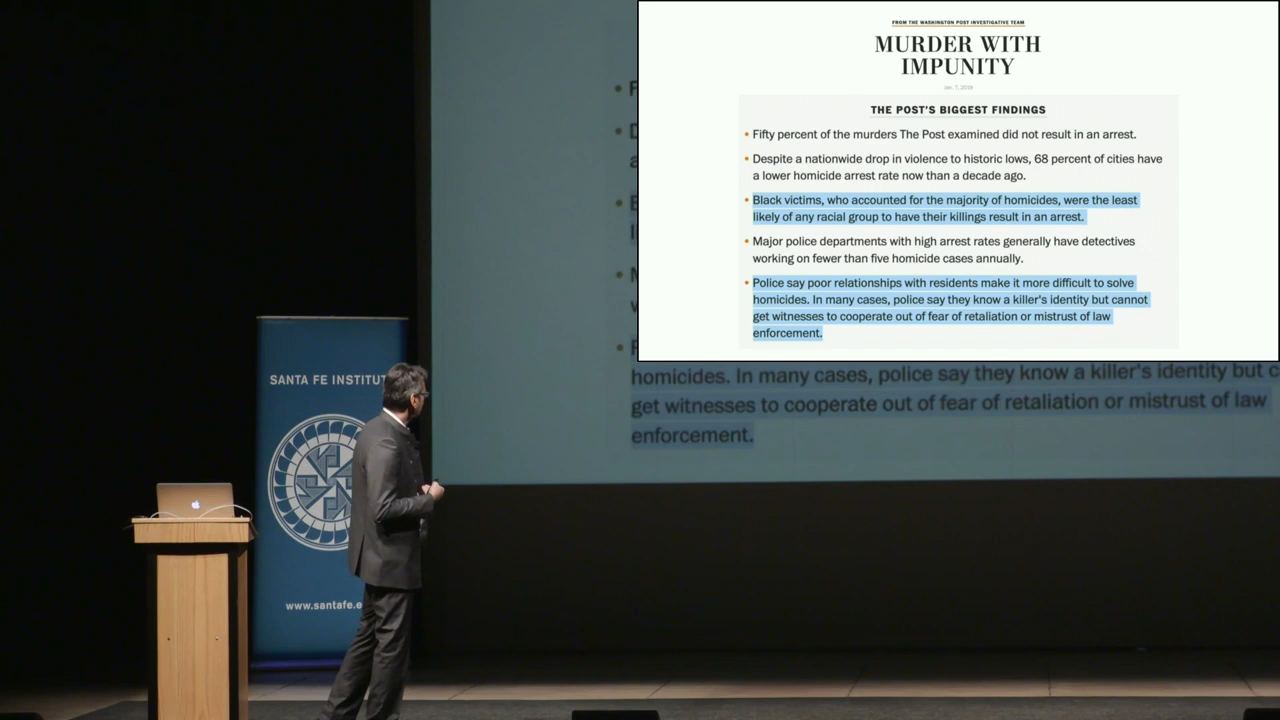 FROM THE WASHINGTON POST INVESTIGATIVE TEAM
MURDER WITH
IMPUNITY
Jan. 7, 2019
THE POST'S BIGGEST FINDINGS
• Fifty percent of the murders The Post examined did not result in an arrest.
• Despite a nationwide drop in violence to historic lows, 68 percent of cities have
a lower homicide arrest rate now than a decade ago.
• Black victims, who accounted for the majority of homicides, were the least
likely of any racial group to have their killings result in an arrest.
• Major police departments with high arrest rates generally have detectives
working on fewer than five homicide cases annually.
• Police say poor relationships with residents make it more difficult to solve
homicides. In many cases, police say they know a killer's identity but cannot
get witnesses to cooperate out of fear of retaliation or mistrust of law
enforcement.
homicides. In many cases, police say they know a killer's identity but c
get witnesses to cooperate out of fear of retaliation or mistrust of law
enforcement.
SANTA FE INSTITUT
www.santafe.e